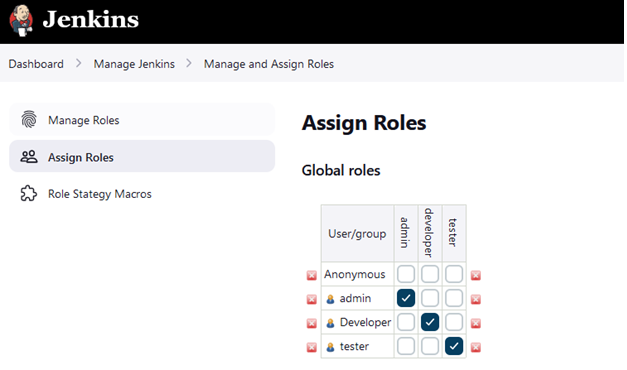 Jenkins
Dashboard > Manage Jenkins > Manage and Assign Roles
Manage Roles
Assign Roles
Role Stategy Macros
Assign Roles
Global roles
User/group admin developer tester
Anonymous
admin
Developer
tester